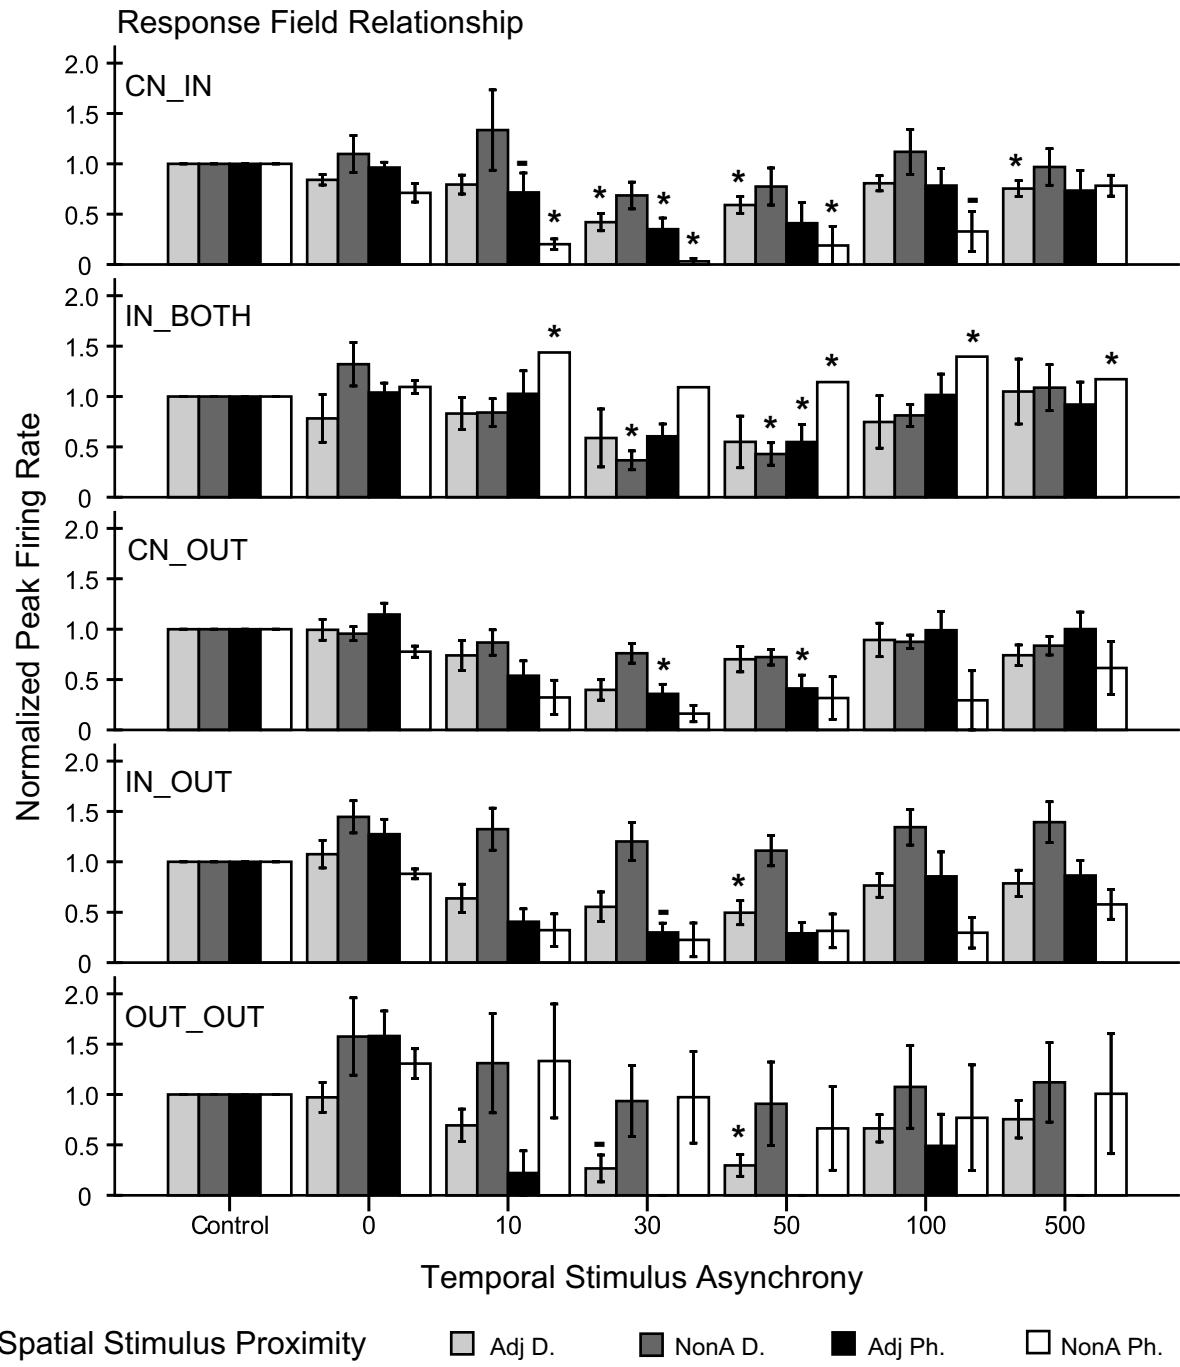 Response Field Relationship
2.0
CN_IN
1.5
1.0
0.5
0
* * * * * * *
2.0
IN_BOTH
1.5
1.0
0.5
0
* * * * * * *
2.0
CN_OUT
1.5
1.0
0.5
0
* *
2.0
IN_OUT
1.5
1.0
0.5
0
*
2.0
OUT_OUT
1.5
1.0
0.5
0
*
Normalized Peak Firing Rate
Control 0 10 30 50 100 500
Temporal Stimulus Asynchrony
Spatial Stimulus Proximity Adj D. NonA D. Adj Ph. NonA Ph.